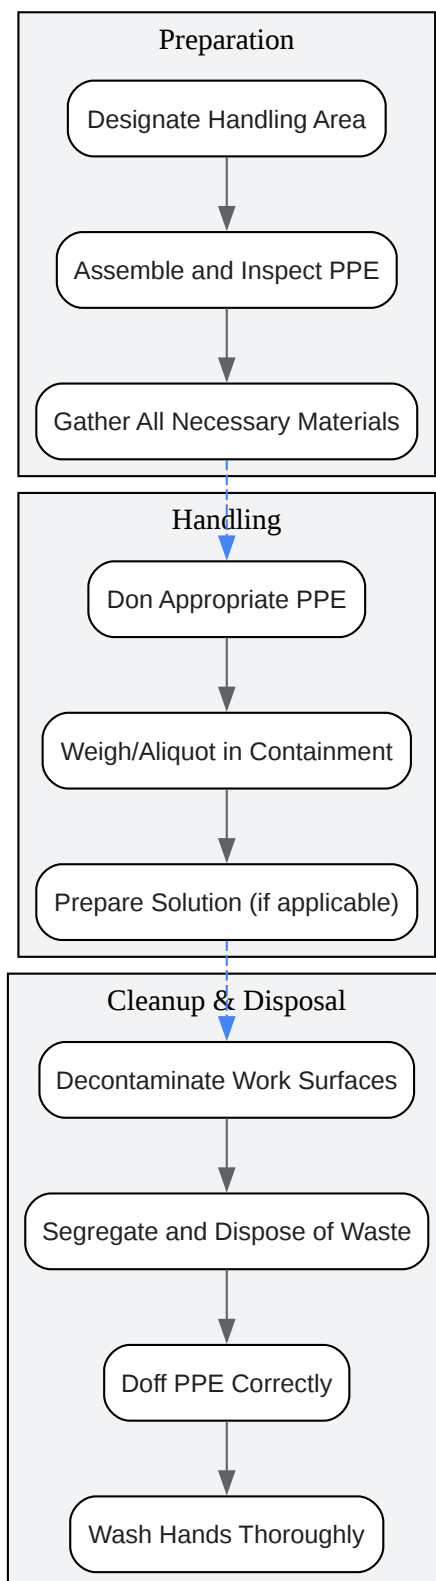 Preparation
Designate Handling Area
Assemble and Inspect PPE
Gather All Necessary Materials
Handling
Don Appropriate PPE
Weigh/Aliquot in Containment
Prepare Solution (if applicable)
Cleanup & Disposal
Decontaminate Work Surfaces
Segregate and Dispose of Waste
Doff PPE Correctly
Wash Hands Thoroughly